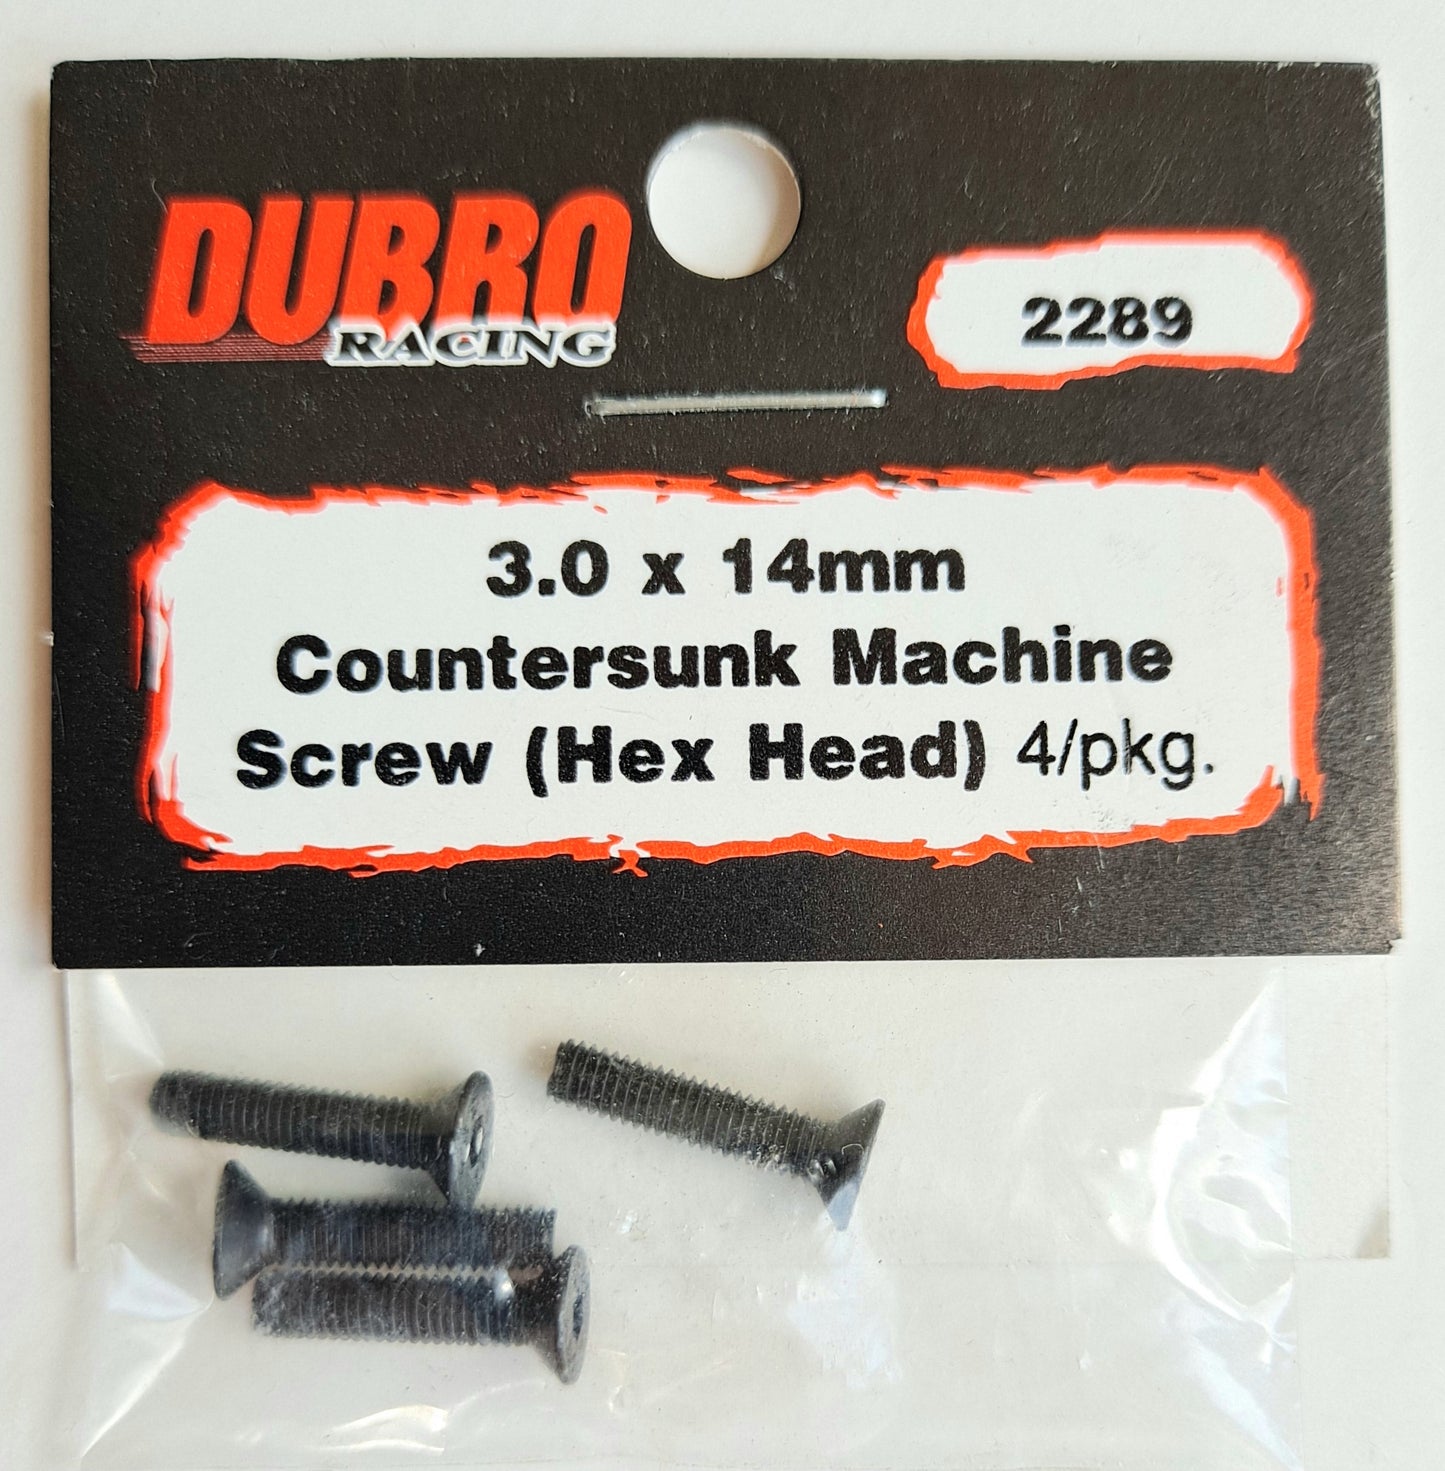 DUBRO
RACING
2289
3.0 x 14mm
Countersunk Machine
Screw (Hex Head) 4/pkg.